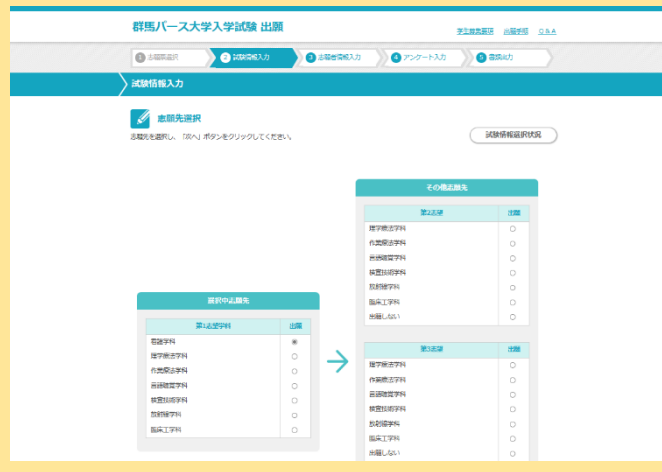 群馬パース大学入学試験 出願
学生募集要項 出願手順 Q & A
1 志願票選択
2 試験情報入力
3 志願者情報入力
4 アンケート入力
5 書類出力
試験情報入力
志願先選択
志願先を選択し、「次へ」ボタンをクリックしてください。
試験情報選択状況
選択中志願先
第1志望学科 出願
看護学科
理学療法学科
作業療法学科
言語聴覚学科
検査技術学科
放射線学科
臨床工学科
その他志願先
第2志望 出願
理学療法学科
作業療法学科
言語聴覚学科
検査技術学科
放射線学科
臨床工学科
出願しない
第3志望 出願
理学療法学科
作業療法学科
言語聴覚学科
検査技術学科
放射線学科
臨床工学科
出願しない